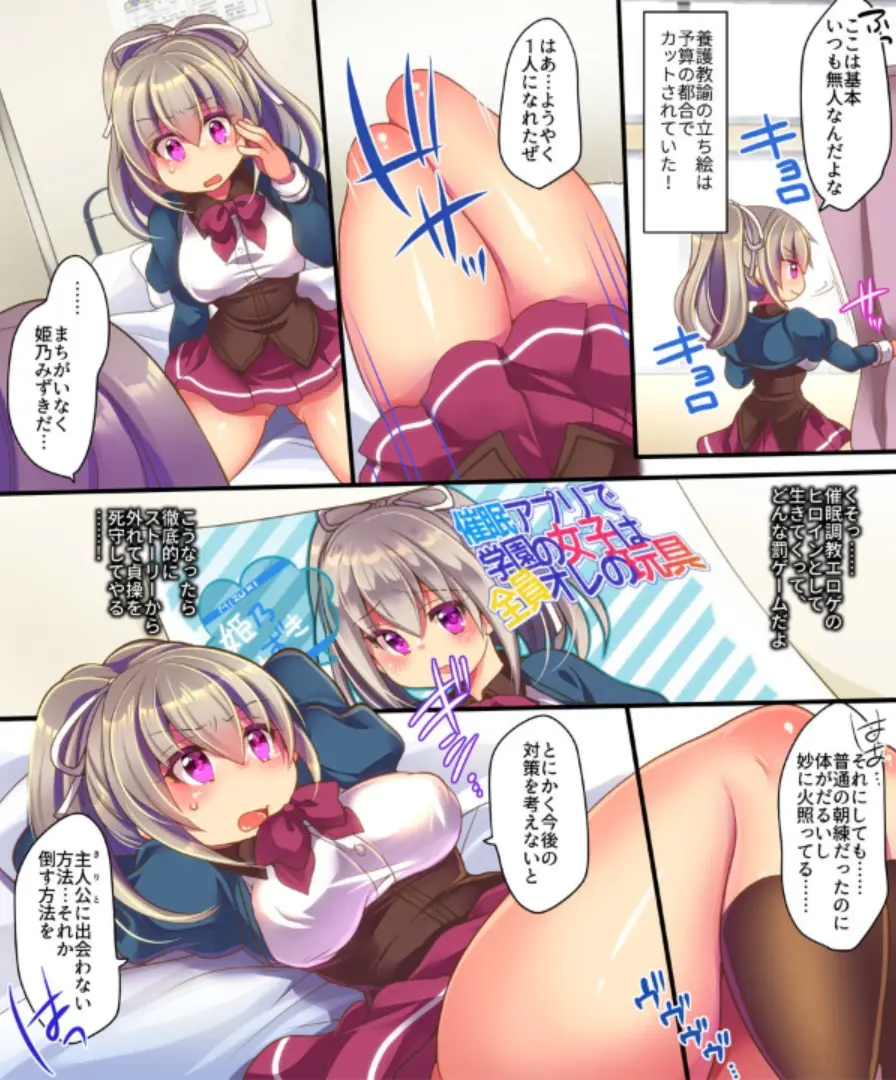 ふっ
ここは基本
いつも無人なんだよな
養護教諭の立ち絵は
予算の都合で
カットされていた！
キョロ
キョロ
はあ…ようやく
１人になれたぜ
………
まちがいなく
姫乃みずきだ…
くそっ……
催眠調教エロゲの
ヒロインとして
生きてくって、
どんな罰ゲームだよ
催眠アプリで
学園の女子は
全員オレの玩具
MIZUKI
姫乃
ずき
こうなったら
徹底的に
ストーリーから
外れて貞操を
死守してやる
……！
はあ…
それにしても……
普通の朝練だったのに
体がだるいし
妙に火照ってる……
ヴヴヴヴ…
とにかく今後の
対策を考えないと
主人公に出会わない
きりと
方法…それか
倒す方法を
はっ